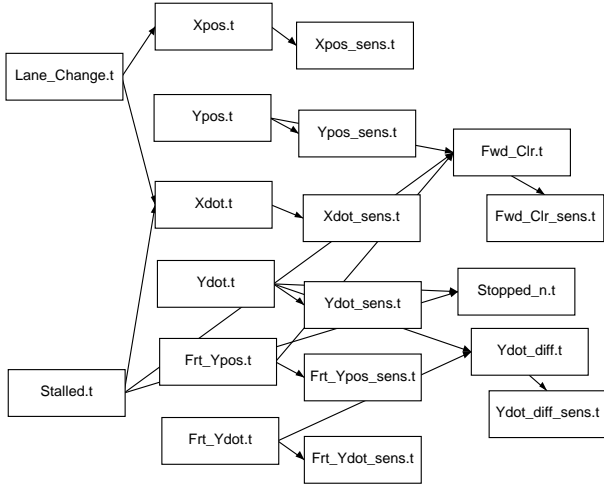 Xpos.t
Xpos_sens.t
Lane_Change.t
Ypos.t
Ypos_sens.t
Fwd_Clr.t
Xdot.t
Xdot_sens.t
Fwd_Clr_sens.t
Ydot.t
Ydot_sens.t
Stopped_n.t
Frt_Ypos.t
Ydot_diff.t
Stalled.t
Frt_Ypos_sens.t
Ydot_diff_sens.t
Frt_Ydot.t
Frt_Ydot_sens.t